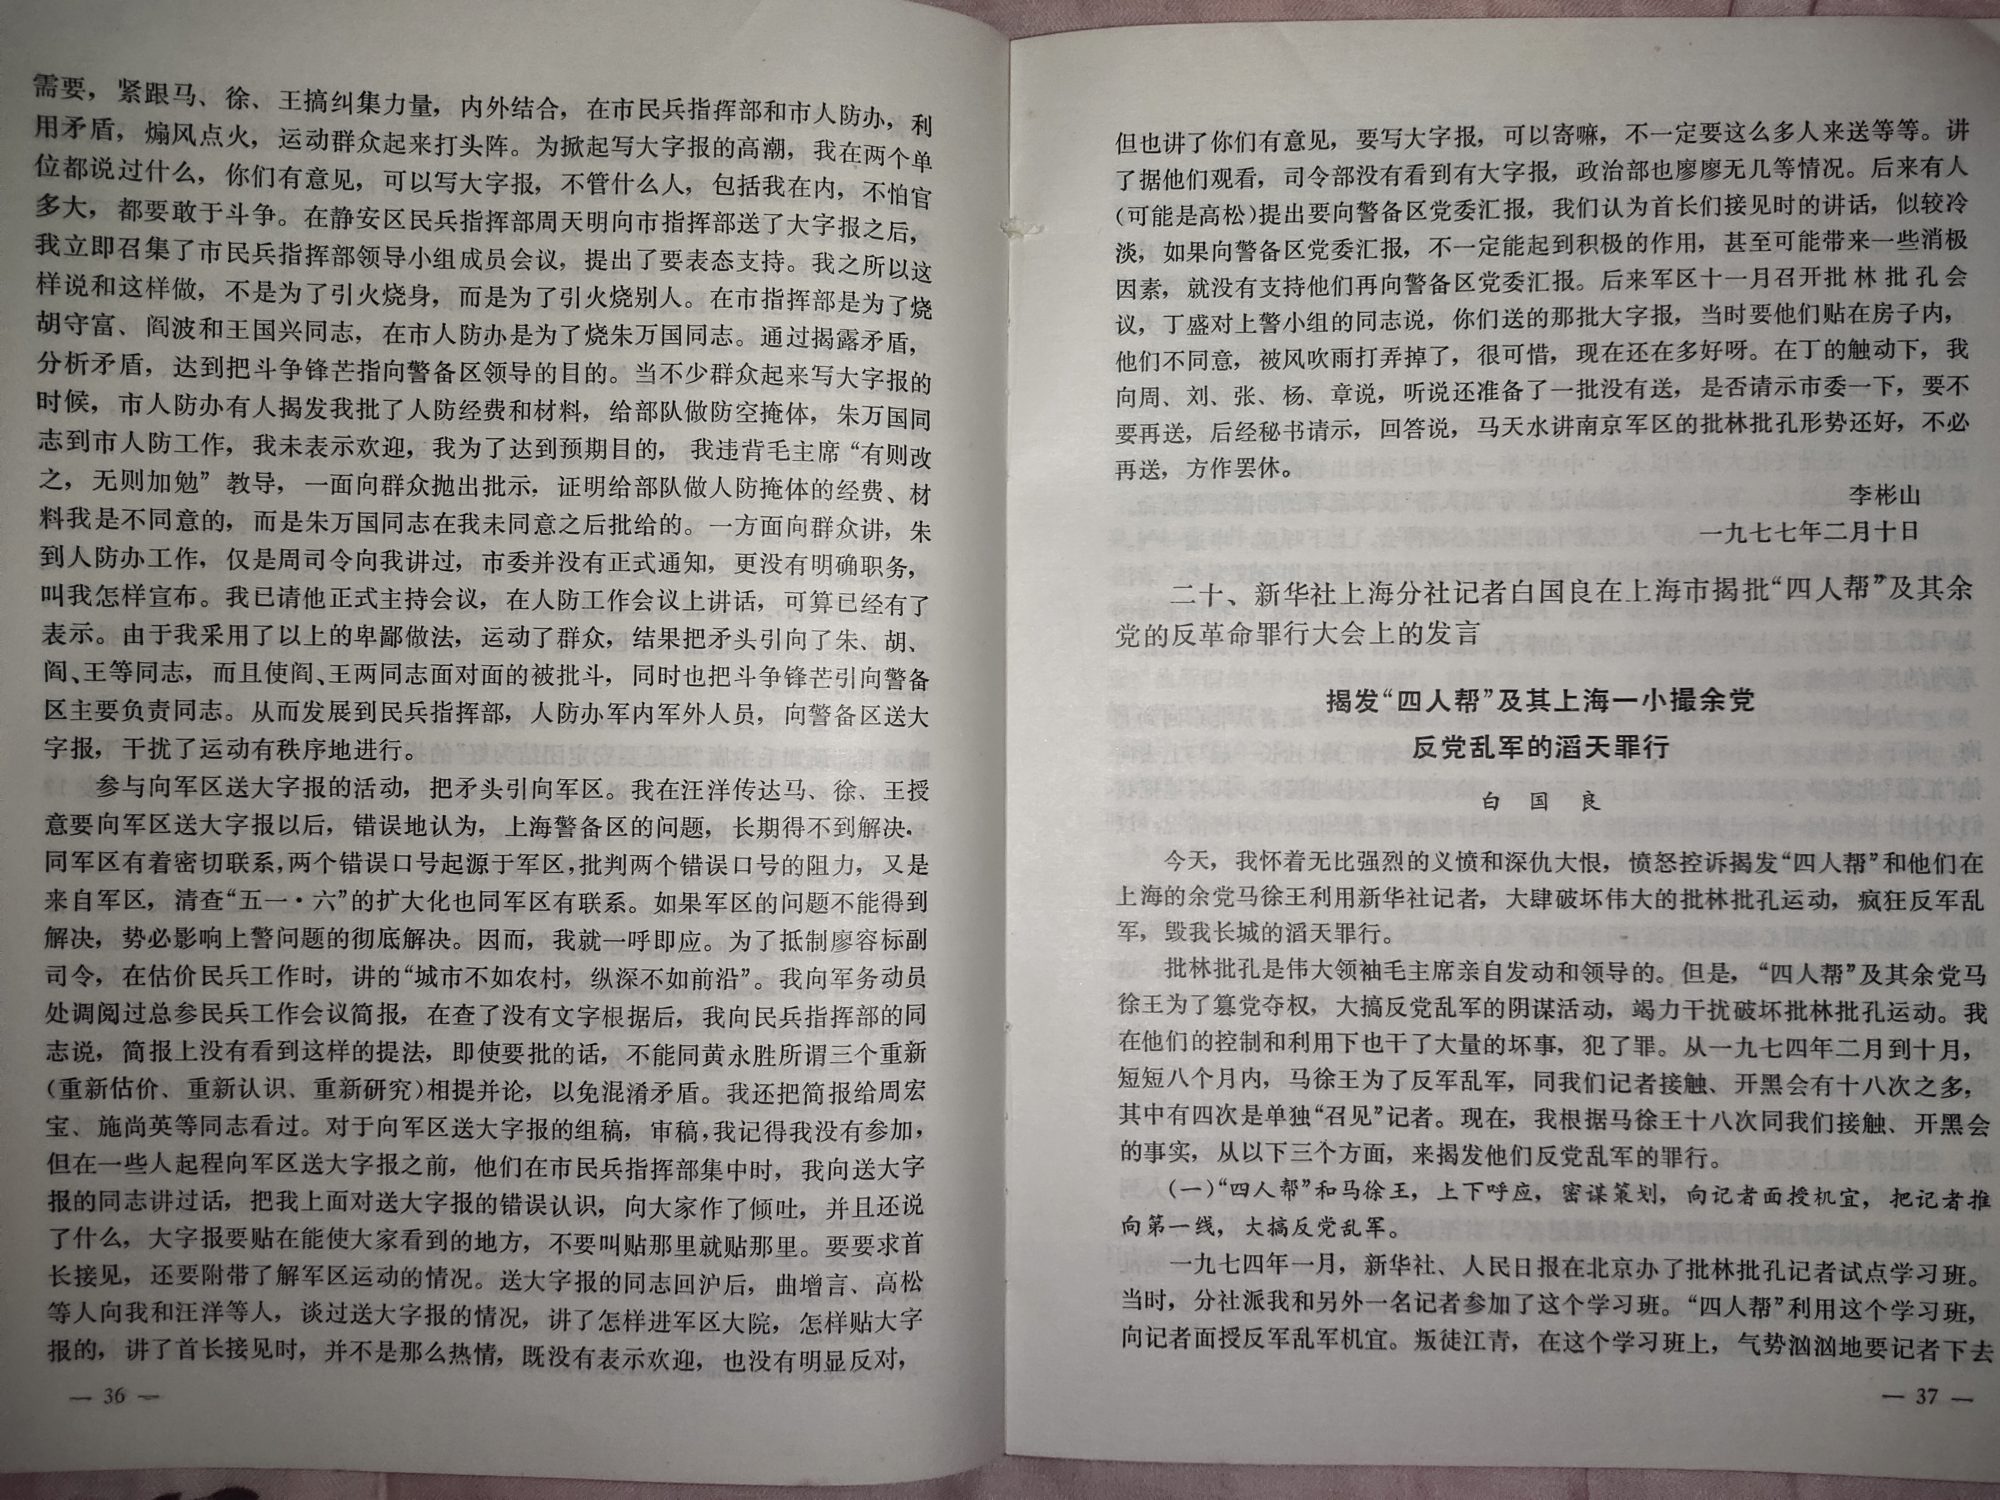 需要，紧跟马、徐、王搞纠集力量，内外结合，在市民兵指挥部和市人防办，利
用矛盾，煽风点火，运动群众起来打头阵。为掀起写大字报的高潮，我在两个单
位都说过什么，你们有意见，可以写大字报，不管什么人，包括我在内，不怕官
多大，都要敢于斗争。在静安区民兵指挥部周天明向市指挥部送了大字报之后，
我立即召集了市民兵指挥部领导小组成员会议，提出了要表态支持。我之所以这
样说和这样做，不是为了引火烧身，而是为了引火烧别人。在市指挥部是为了烧
胡守富、阎波和王国兴同志，在市人防办是为了烧朱万国同志。通过揭露矛盾，
分析矛盾，达到把斗争锋芒指向警备区领导的目的。当不少群众起来写大字报的
时候，市人防办有人揭发我批了人防经费和材料，给部队做防空掩体，朱万国同
志到市人防工作，我未表示欢迎，我为了达到预期目的，我违背毛主席“有则改
之，无则加勉”教导，一面向群众抛出批示，证明给部队做人防掩体的经费、材
料我是不同意的，而是朱万国同志在我未同意之后批给的。一方面向群众讲，朱
到人防办工作，仅是周司令向我讲过，市委并没有正式通知，更没有明确职务，
叫我怎样宣布。我已请他正式主持会议，在人防工作会议上讲话，可算已经有了
表示。由于我采用了以上的卑鄙做法，运动了群众，结果把矛头引向了朱、胡、
阎、王等同志，而且使阎、王两同志面对面的被批斗，同时也把斗争锋芒引向警备
区主要负责同志。从而发展到民兵指挥部，人防办军内军外人员，向警备区送大
字报，干扰了运动有秩序地进行。
参与向军区送大字报的活动，把矛头引向军区。我在汪洋传达马、徐、王授
意要向军区送大字报以后，错误地认为，上海警备区的问题，长期得不到解决，
同军区有着密切联系，两个错误口号起源于军区，批判两个错误口号的阻力，又是
来自军区，清查“五一·六”的扩大化也同军区有联系。如果军区的问题不能得到
解决，势必影响上警问题的彻底解决。因而，我就一呼即应。为了抵制廖容标副
司令，在估价民兵工作时，讲的“城市不如农村，纵深不如前沿”。我向军务动员
处调阅过总参民兵工作会议简报，在查了没有文字根据后，我向民兵指挥部的同
志说，简报上没有看到这样的提法，即使要批的话，不能同黄永胜所谓三个重新
(重新估价、重新认识、重新研究)相提并论，以免混淆矛盾。我还把简报给周宏
宝、施尚英等同志看过。对于向军区送大字报的组稿，审稿，我记得我没有参加，
但在一些人起程向军区送大字报之前，他们在市民兵指挥部集中时，我向送大字
报的同志讲过话，把我上面对送大字报的错误认识，向大家作了倾吐，并且还说
了什么，大字报要贴在能使大家看到的地方，不要叫贴那里就贴那里。要要求首
长接见，还要附带了解军区运动的情况。送大字报的同志回沪后，曲增言、高松
等人向我和汪洋等人，谈过送大字报的情况，讲了怎样进军区大院，怎样贴大字
报的，讲了首长接见时，并不是那么热情，既没有表示欢迎，也没有明显反对，
— 36 —
但也讲了你们有意见，要写大字报，可以寄嘛，不一定要这么多人来送等等。讲
了据他们观看，司令部没有看到有大字报，政治部也廖廖无几等情况。后来有人
(可能是高松)提出要向警备区党委汇报，我们认为首长们接见时的讲话，似较冷
淡，如果向警备区党委汇报，不一定能起到积极的作用，甚至可能带来一些消极
因素，就没有支持他们再向警备区党委汇报。后来军区十一月召开批林批孔会
议，丁盛对上警小组的同志说，你们送的那批大字报，当时要他们贴在房子内，
他们不同意，被风吹雨打弄掉了，很可惜，现在还在多好呀。在丁的触动下，我
向周、刘、张、杨、章说，听说还准备了一批没有送，是否请示市委一下，要不
要再送，后经秘书请示，回答说，马天水讲南京军区的批林批孔形势还好，不必
再送，方作罢休。
李彬山
一九七七年二月十日
二十、新华社上海分社记者白国良在上海市揭批“四人帮”及其余
党的反革命罪行大会上的发言
揭发“四人帮”及其上海一小撮余党
反党乱军的滔天罪行
白国良
今天，我怀着无比强烈的义愤和深仇大恨，愤怒控诉揭发“四人帮”和他们在
上海的余党马徐王利用新华社记者，大肆破坏伟大的批林批孔运动，疯狂反军乱
军，毁我长城的滔天罪行。
批林批孔是伟大领袖毛主席亲自发动和领导的。但是，“四人帮”及其余党马
徐王为了篡党夺权，大搞反党乱军的阴谋活动，竭力干扰破坏批林批孔运动。我
在他们的控制和利用下也干了大量的坏事，犯了罪。从一九七四年二月到十月，
短短八个月内，马徐王为了反军乱军，同我们记者接触、开黑会有十八次之多，
其中有四次是单独“召见”记者。现在，我根据马徐王十八次同我们接触、开黑会
的事实，从以下三个方面，来揭发他们反党乱军的罪行。
(一)“四人帮”和马徐王，上下呼应，密谋策划，向记者面授机宜，把记者推
向第一线，大搞反党乱军。
一九七四年一月，新华社、人民日报在北京办了批林批孔记者试点学习班。
当时，分社派我和另外一名记者参加了这个学习班。“四人帮”利用这个学习班，
向记者面授反军乱军机宜。叛徒江青，在这个学习班上，气势汹汹地要记者下去
— 37 —